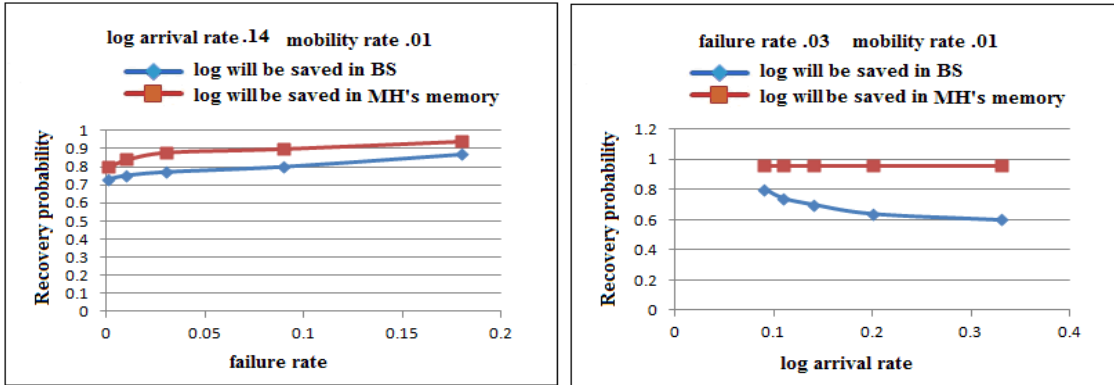 log arrival rate .14 mobility rate .01
log will be saved in BS
log will be saved in MH's memory
Recovery probability
1
0.9
0.8
0.7
0.6
0.5
0.4
0.3
0.2
0.1
0
0 0.05 0.1 0.15 0.2
failure rate
failure rate .03 mobility rate .01
log will be saved in BS
log will be saved in MH's memory
Recovery probability
1.2
1
0.8
0.6
0.4
0.2
0
0 0.1 0.2 0.3 0.4
log arrival rate